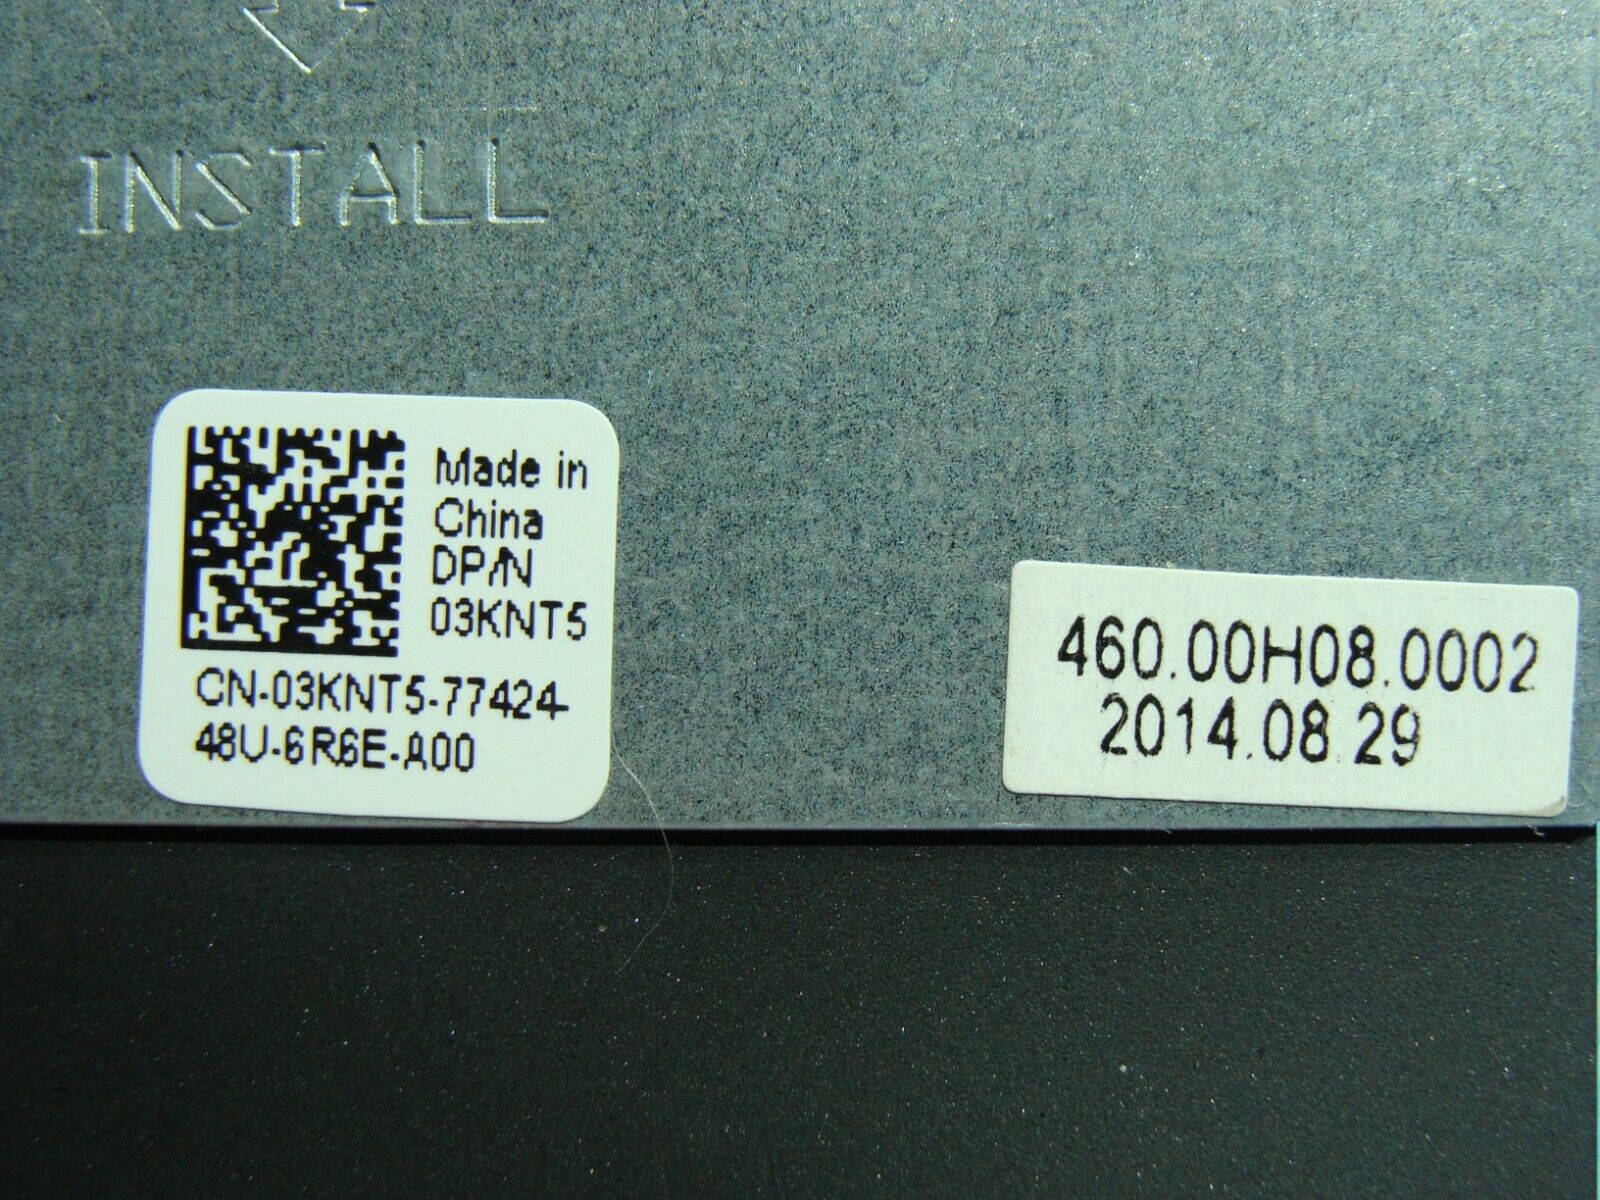 INSTALL
Made in
China
DP/N
03KNT5
CN-03KNT5-77424-
48U-6R6E-A00
460.00H08.0002
2014.08.29